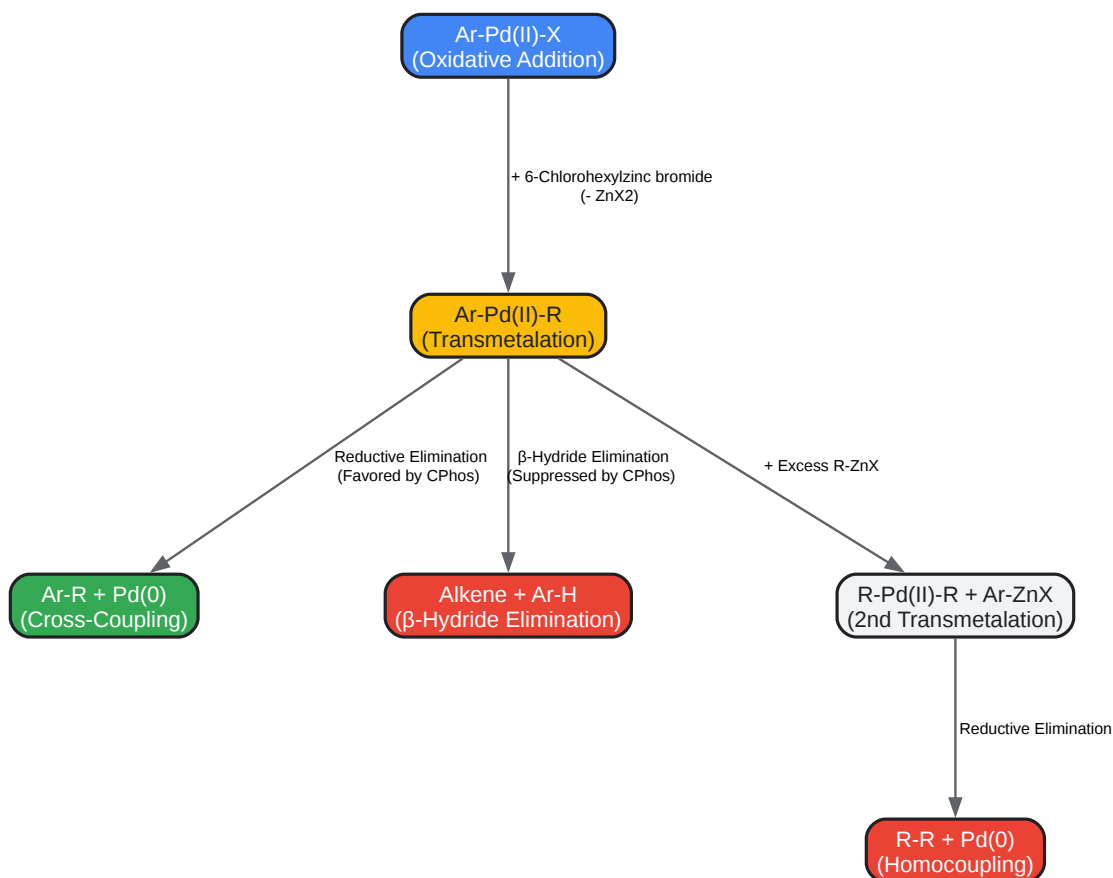 Ar-Pd(II)-X
(Oxidative Addition)
+ 6-Chlorohexylzinc bromide
(- ZnX2)
Ar-Pd(II)-R
(Transmetalation)
Reductive Elimination
(Favored by CPhos)
β-Hydride Elimination
(Suppressed by CPhos)
+ Excess R-ZnX
Ar-R + Pd(0)
(Cross-Coupling)
Alkene + Ar-H
(β-Hydride Elimination)
R-Pd(II)-R + Ar-ZnX
(2nd Transmetalation)
Reductive Elimination
R-R + Pd(0)
(Homocoupling)